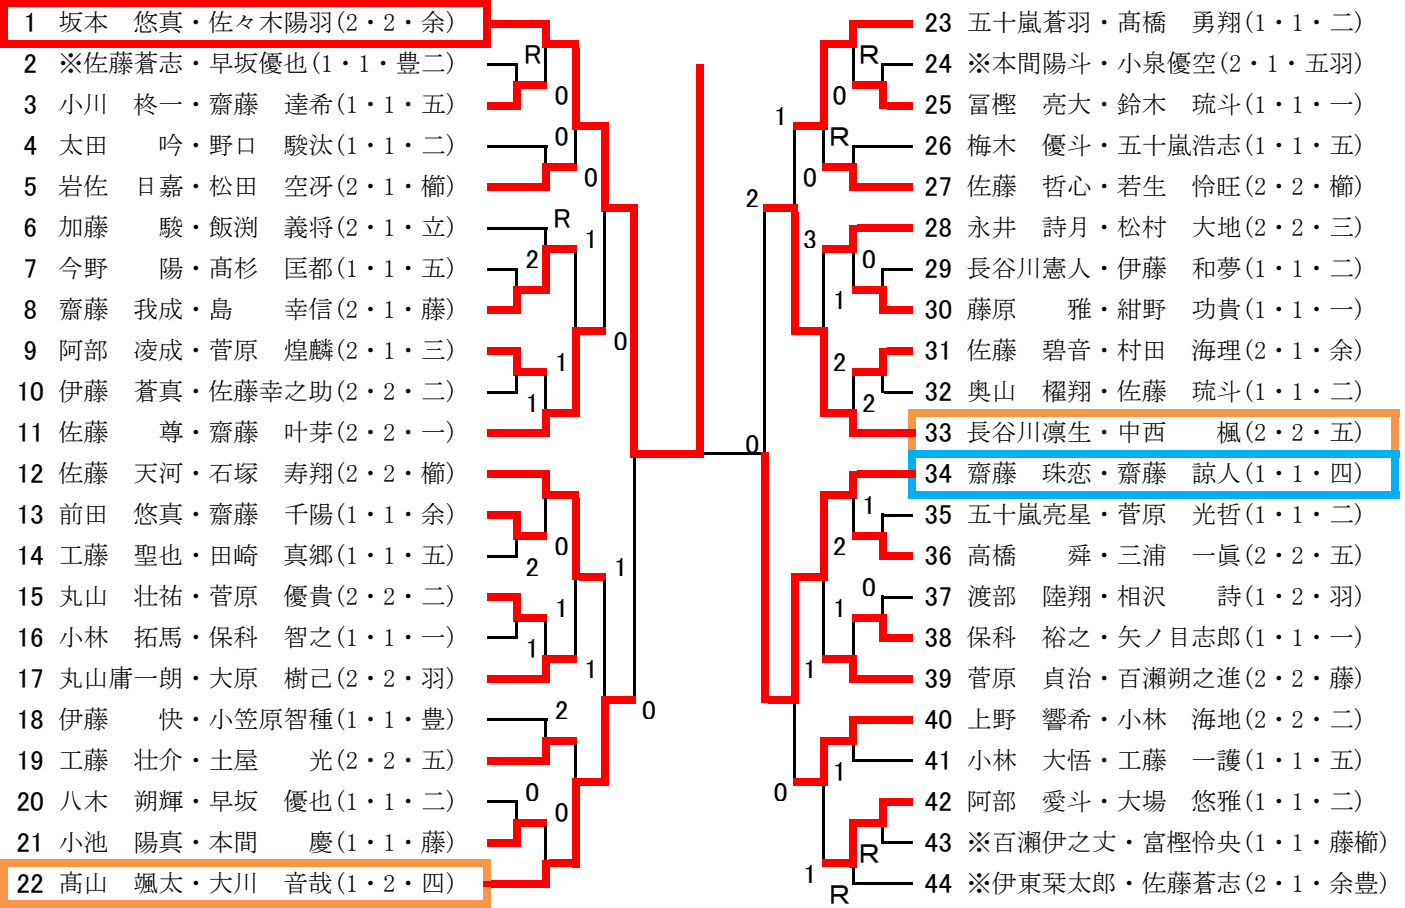 1 坂本 悠真・佐々木陽羽(2・2・余)
2 ※佐藤蒼志・早坂優也(1・1・豊二)
3 小川 柊一・齋藤 達希(1・1・五)
4 太田 吟・野口 駿汰(1・1・二)
5 岩佐 日嘉・松田 空冴(2・1・櫛)
6 加藤 駿・飯渕 義将(2・1・立)
7 今野 陽・髙杉 匡都(1・1・五)
8 齋藤 我成・島 幸信(2・1・藤)
9 阿部 凌成・菅原 煌麟(2・1・三)
10 伊藤 蒼真・佐藤幸之助(2・2・二)
11 佐藤 尊・齋藤 叶芽(2・2・一)
12 佐藤 天河・石塚 寿翔(2・2・櫛)
13 前田 悠真・齋藤 千陽(1・1・余)
14 工藤 聖也・田崎 真郷(1・1・五)
15 丸山 壮祐・菅原 優貴(2・2・二)
16 小林 拓馬・保科 智之(1・1・一)
17 丸山庸一朗・大原 樹己(2・2・羽)
18 伊藤 快・小笠原智種(1・1・豊)
19 工藤 壮介・土屋 光(2・2・五)
20 八木 朔輝・早坂 優也(1・1・二)
21 小池 陽真・本間 慶(1・1・藤)
22 髙山 颯太・大川 音哉(1・2・四)
R
0
0
0
R
2
1
1
1
0
0
2
1
1
1
1
2
0
0
0
23 五十嵐蒼羽・髙橋 勇翔(1・1・二)
24 ※本間陽斗・小泉優空(2・1・五羽)
25 冨樫 亮大・鈴木 琉斗(1・1・一)
26 梅木 優斗・五十嵐浩志(1・1・五)
27 佐藤 哲心・若生 怜旺(2・2・櫛)
28 永井 詩月・松村 大地(2・2・三)
29 長谷川憲人・伊藤 和夢(1・1・二)
30 藤原 雅・紺野 功貴(1・1・一)
31 佐藤 碧音・村田 海理(2・1・余)
32 奥山 櫂翔・佐藤 琉斗(1・1・二)
33 長谷川凛生・中西 楓(2・2・五)
34 齋藤 珠恋・齋藤 諒人(1・1・四)
35 五十嵐亮星・菅原 光哲(1・1・二)
36 高橋 舜・三浦 一眞(2・2・五)
37 渡部 陸翔・相沢 詩(1・2・羽)
38 保科 裕之・矢ノ目志郎(1・1・一)
39 菅原 貞治・百瀬朔之進(2・2・藤)
40 上野 響希・小林 海地(2・2・二)
41 小林 大悟・工藤 一護(1・1・五)
42 阿部 愛斗・大場 悠雅(1・1・二)
43 ※百瀬伊之丈・富樫怜央(1・1・藤櫛)
44 ※伊東栞太郎・佐藤蒼志(2・1・余豊)
R
0
1
R
0
2
3
0
1
2
2
0
1
2
0
1
1
1
0
R
1
R